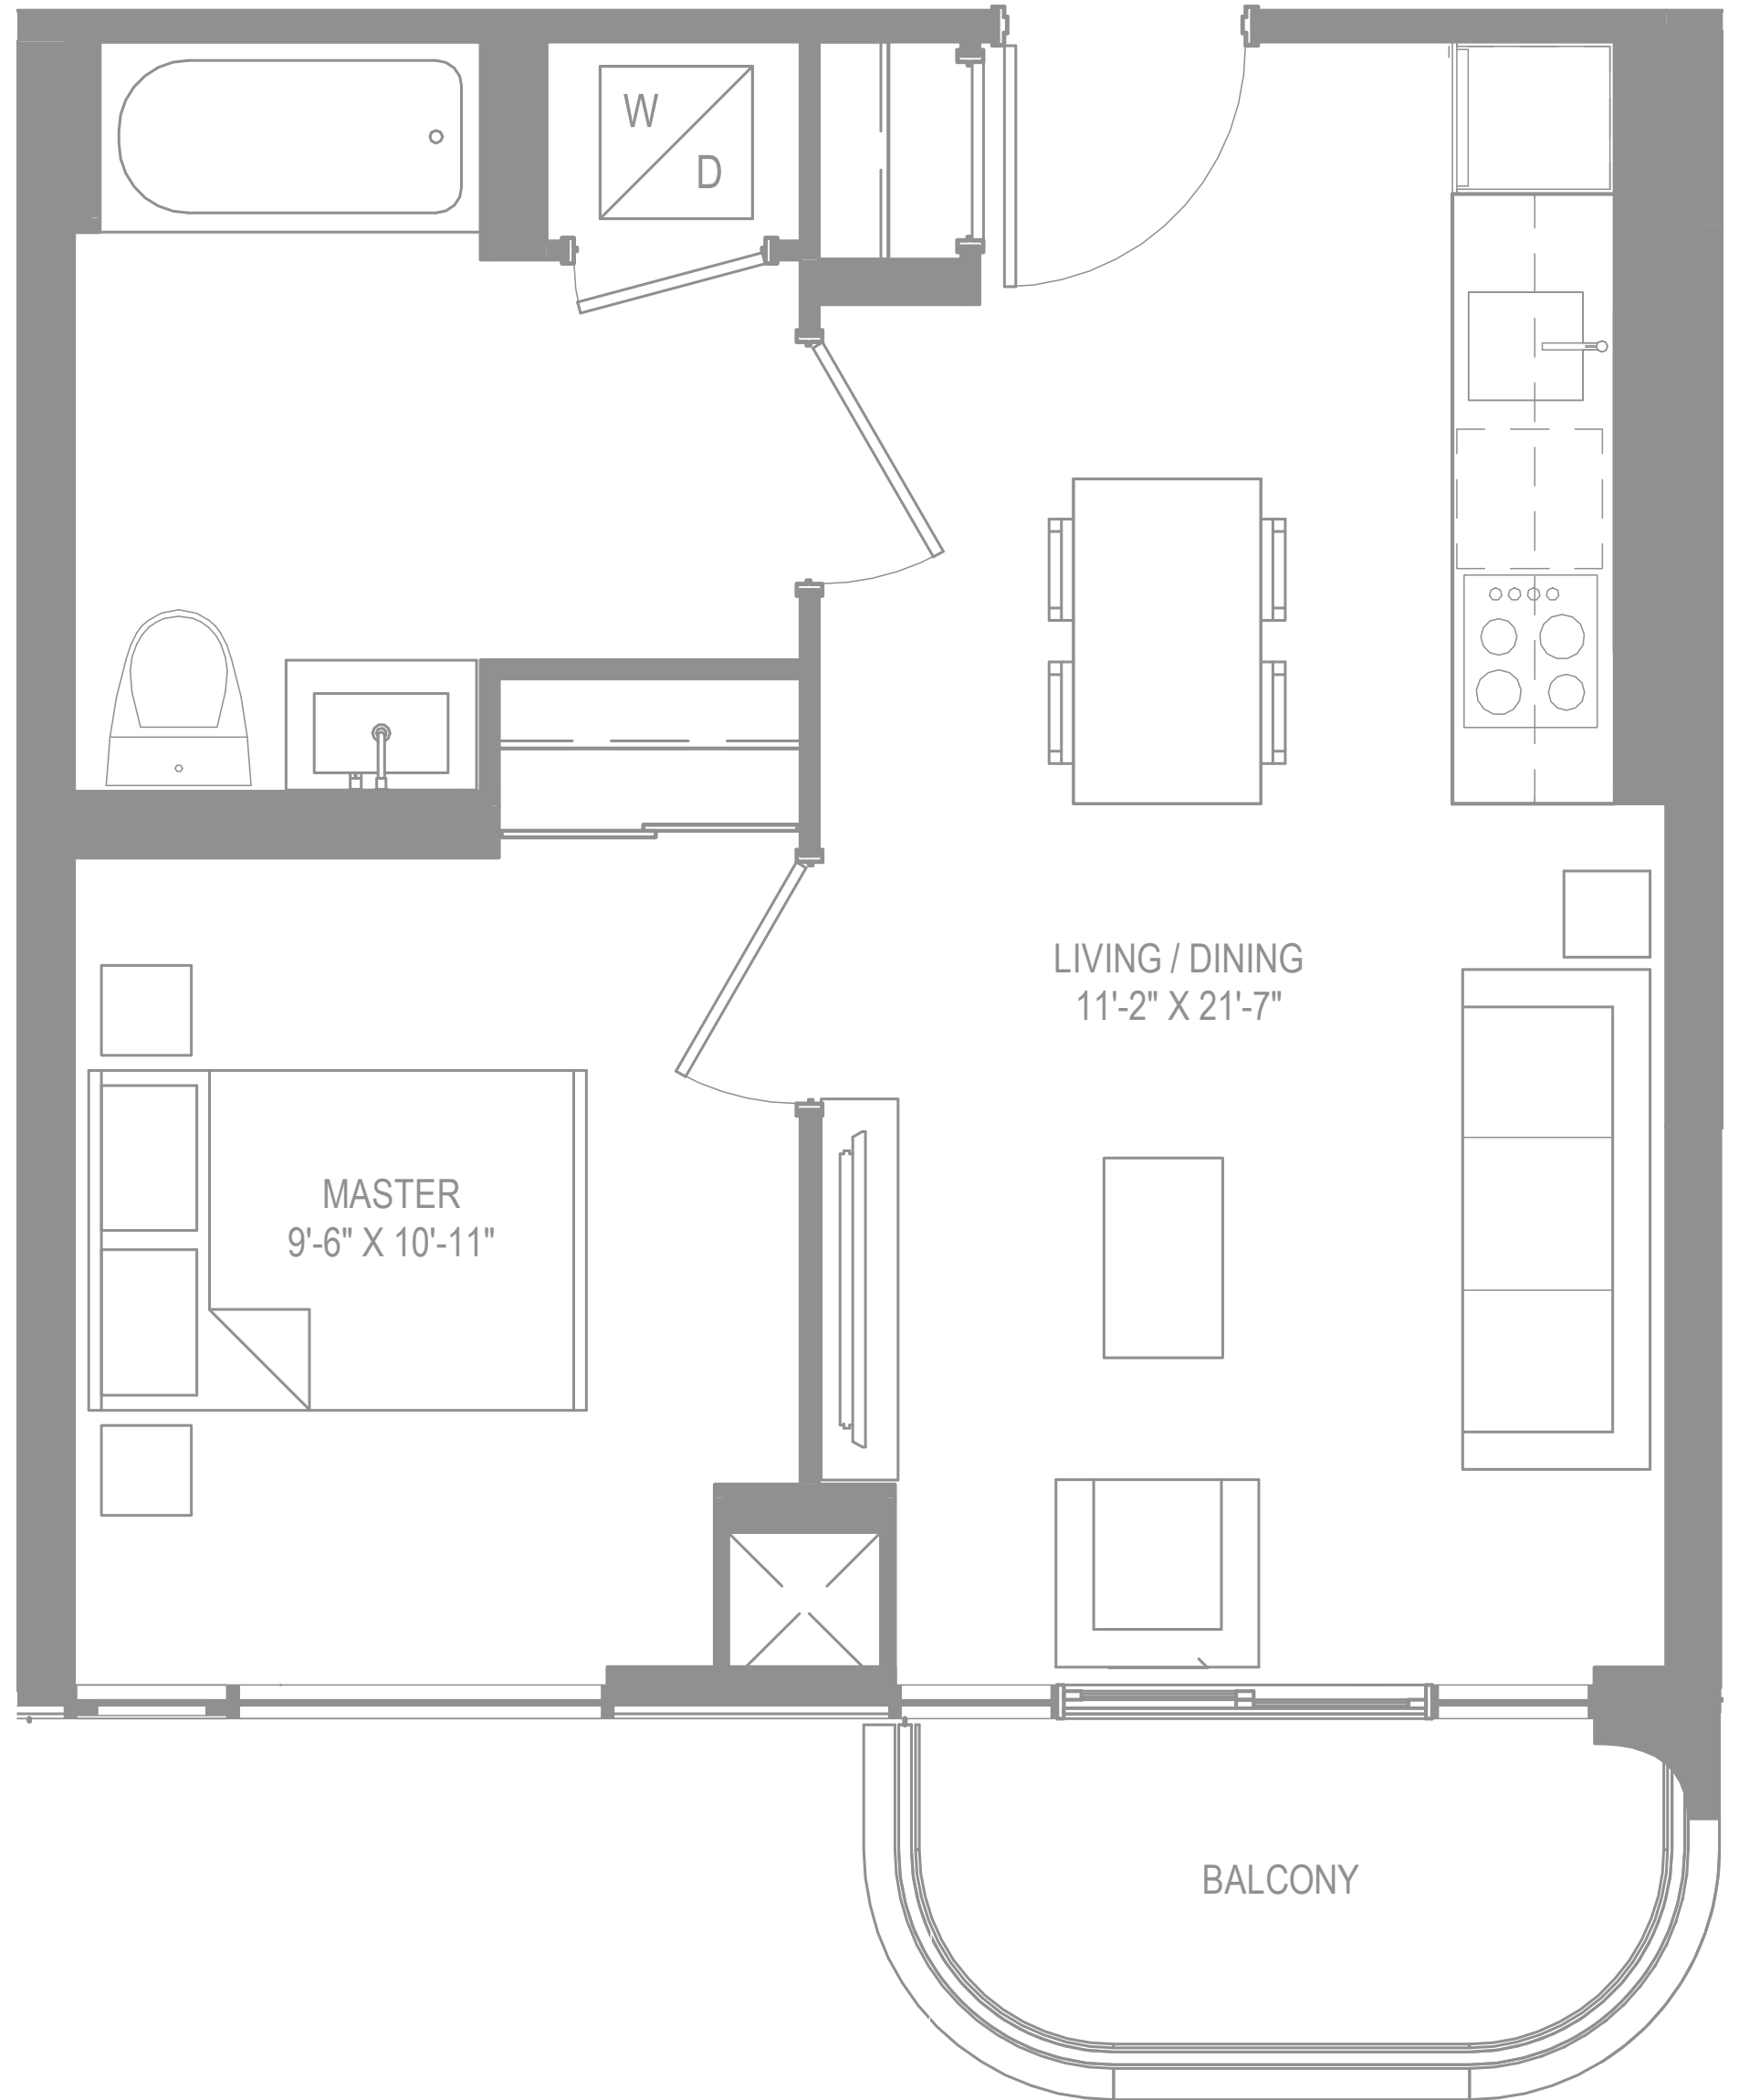 W
D
LIVING / DINING
11'-2" X 21'-7"
MASTER
9'-6" X 10'-11"
BALCONY